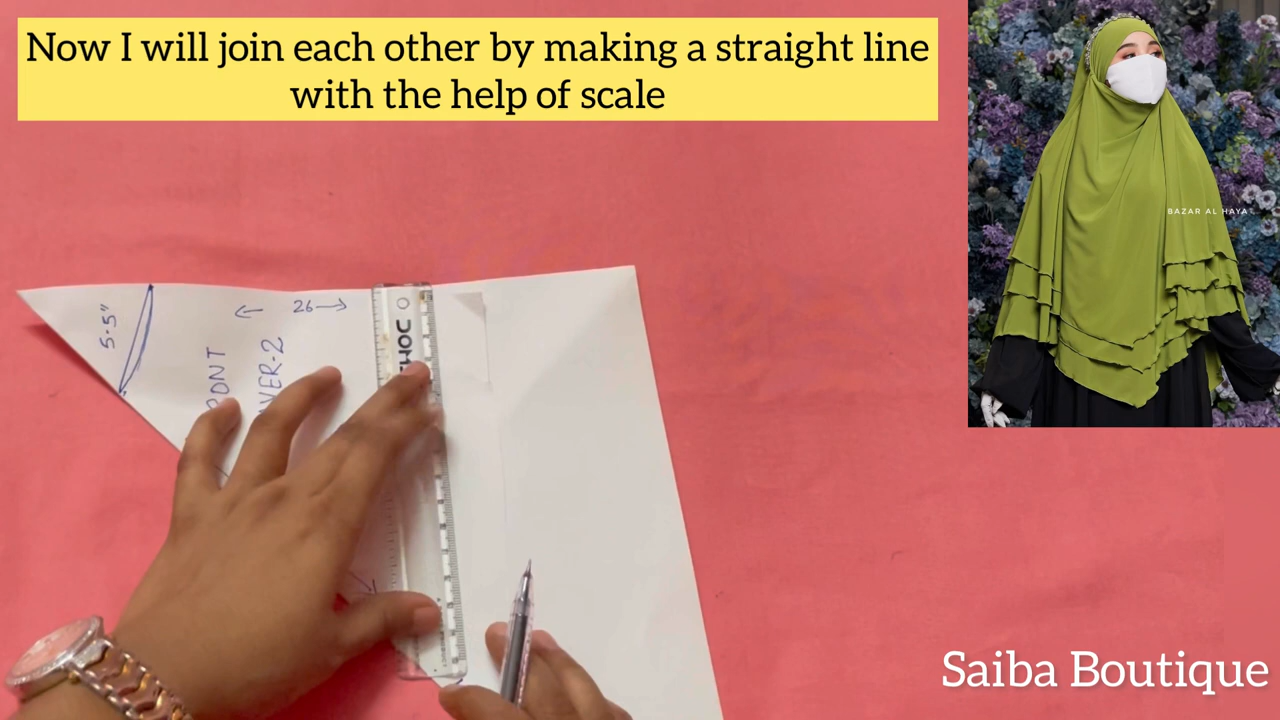 Now I will join each other by making a straight line
with the help of scale
BAZAR AL HAYA
5.5"
26
Saiba Boutique